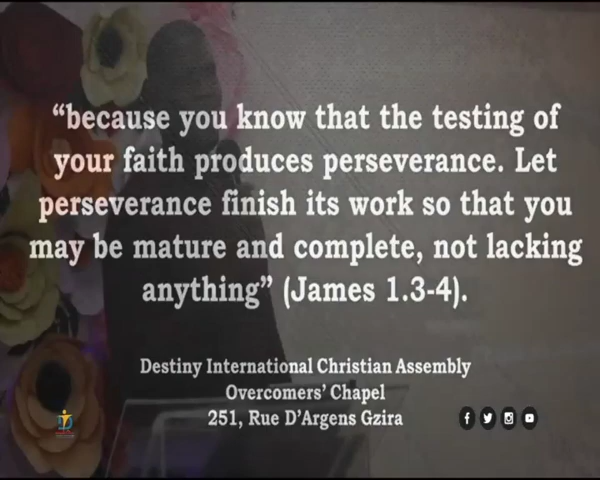 “because you know that the testing of
your faith produces perseverance. Let
perseverance finish its work so that you
may be mature and complete, not lacking
anything” (James 1.3-4).
Destiny International Christian Assembly
Overcomers’ Chapel
251, Rue D’Argens Gzira